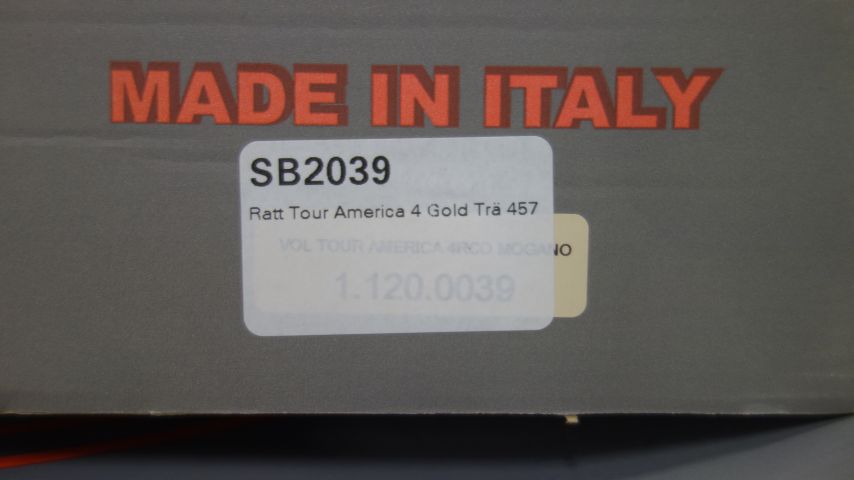 MADE IN ITALY
SB2039
Ratt Tour America 4 Gold Trä 457
VOL TOUR AMERICA 4RCO MOGANO
1.120.0039